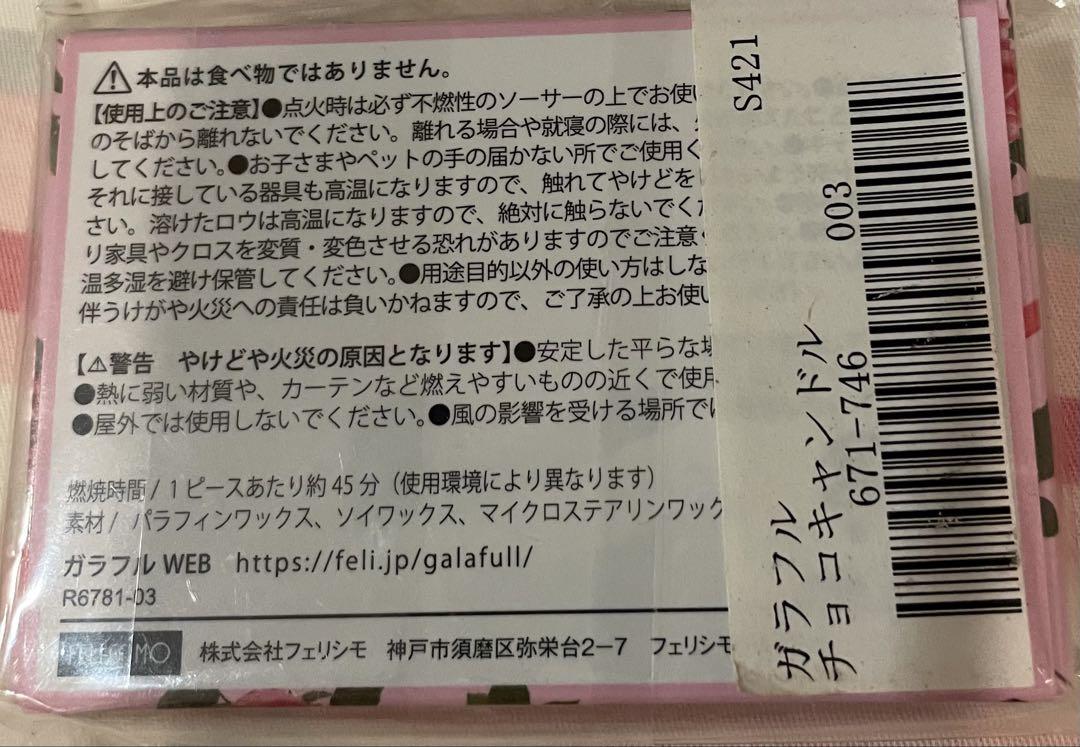 ⚠本品は食べ物ではありません。
【使用上のご注意】●点火時は必ず不燃性のソーサーの上でお使い
のそばから離れないでください。離れる場合や就寝の際には、
してください。●お子さまやペットの手の届かない所でご使用く
それに接している器具も高温になりますので、触れてやけどを
さい。溶けたロウは高温になりますので、絶対に触らないでくだ
り家具やクロスを変質・変色させる恐れがありますのでご注意
温多湿を避け保管してください。●用途目的以外の使い方はしな
伴うけがや火災への責任は負いかねますので、ご了承の上お使い
【⚠警告 やけどや火災の原因となります】●安定した平らな場
●熱に弱い材質や、カーテンなど燃えやすいものの近くで使用
●屋外では使用しないでください。●風の影響を受ける場所では
燃焼時間/1ピースあたり約45分(使用環境により異なります)
素材/ パラフィンワックス、ソイワックス、マイクロステアリンワック
ガラフル WEB https://feli.jp/galafull/
R6781-03
FELISSIMO 株式会社フェリシモ 神戸市須磨区弥栄台2-7 フェリシモ
S421
003
671-746
ガラフル
チョコキャンドル